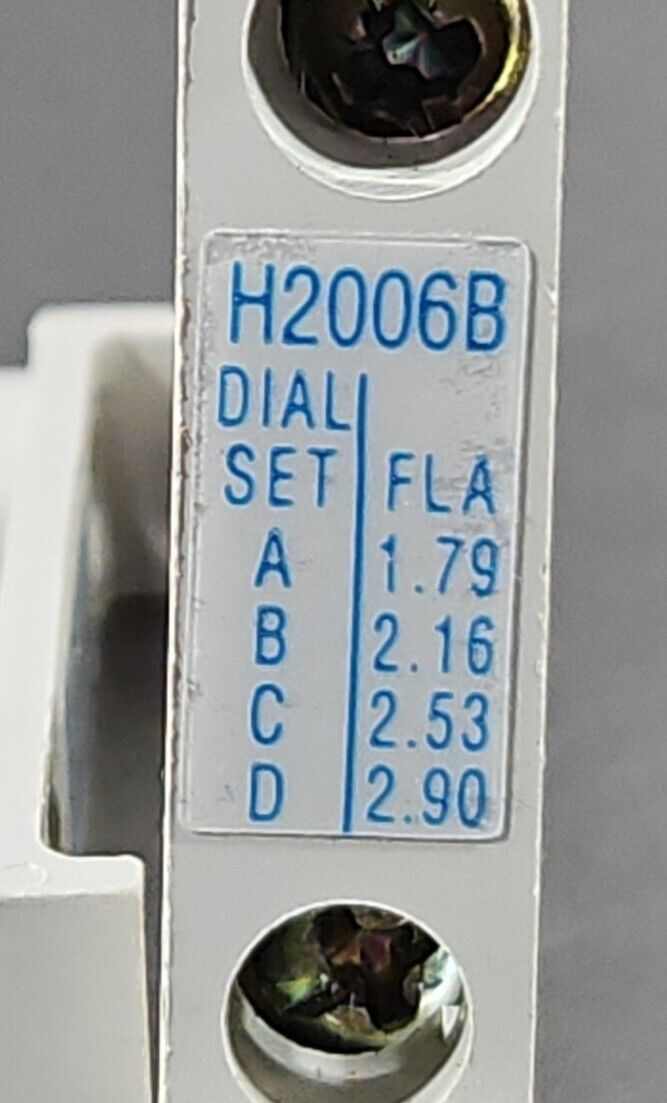 H2006B
DIAL
SET FLA
A 1.79
B 2.16
C 2.53
D 2.90